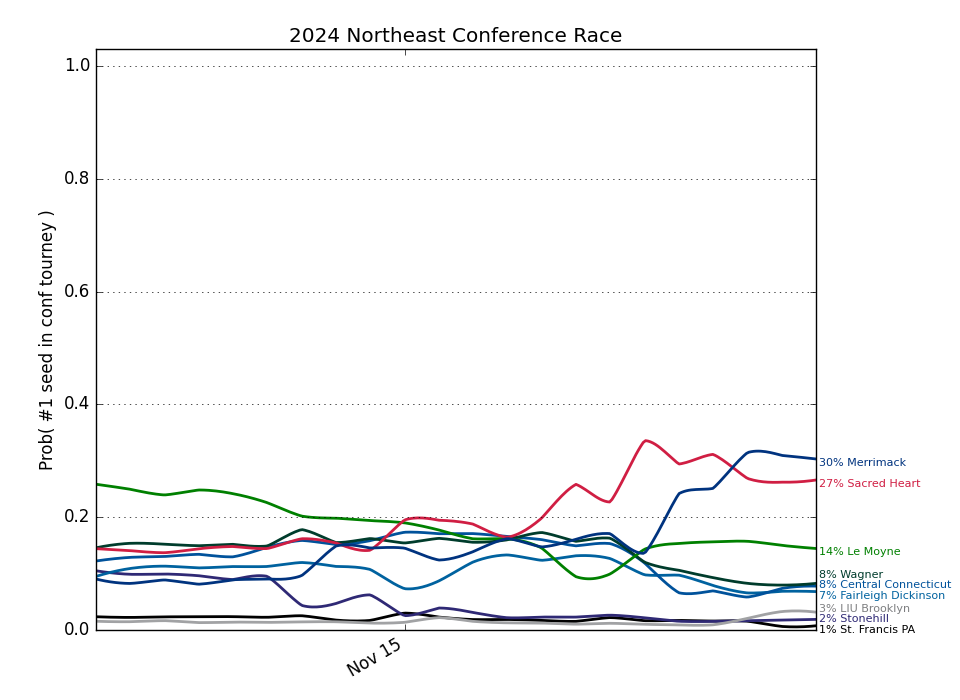 2024 Northeast Conference Race
Prob( #1 seed in conf tourney )
1.0
0.8
0.6
0.4
0.2
0.0
Nov 15
30% Merrimack
27% Sacred Heart
14% Le Moyne
8% Wagner
8% Central Connecticut
7% Fairleigh Dickinson
3% LIU Brooklyn
2% Stonehill
1% St. Francis PA